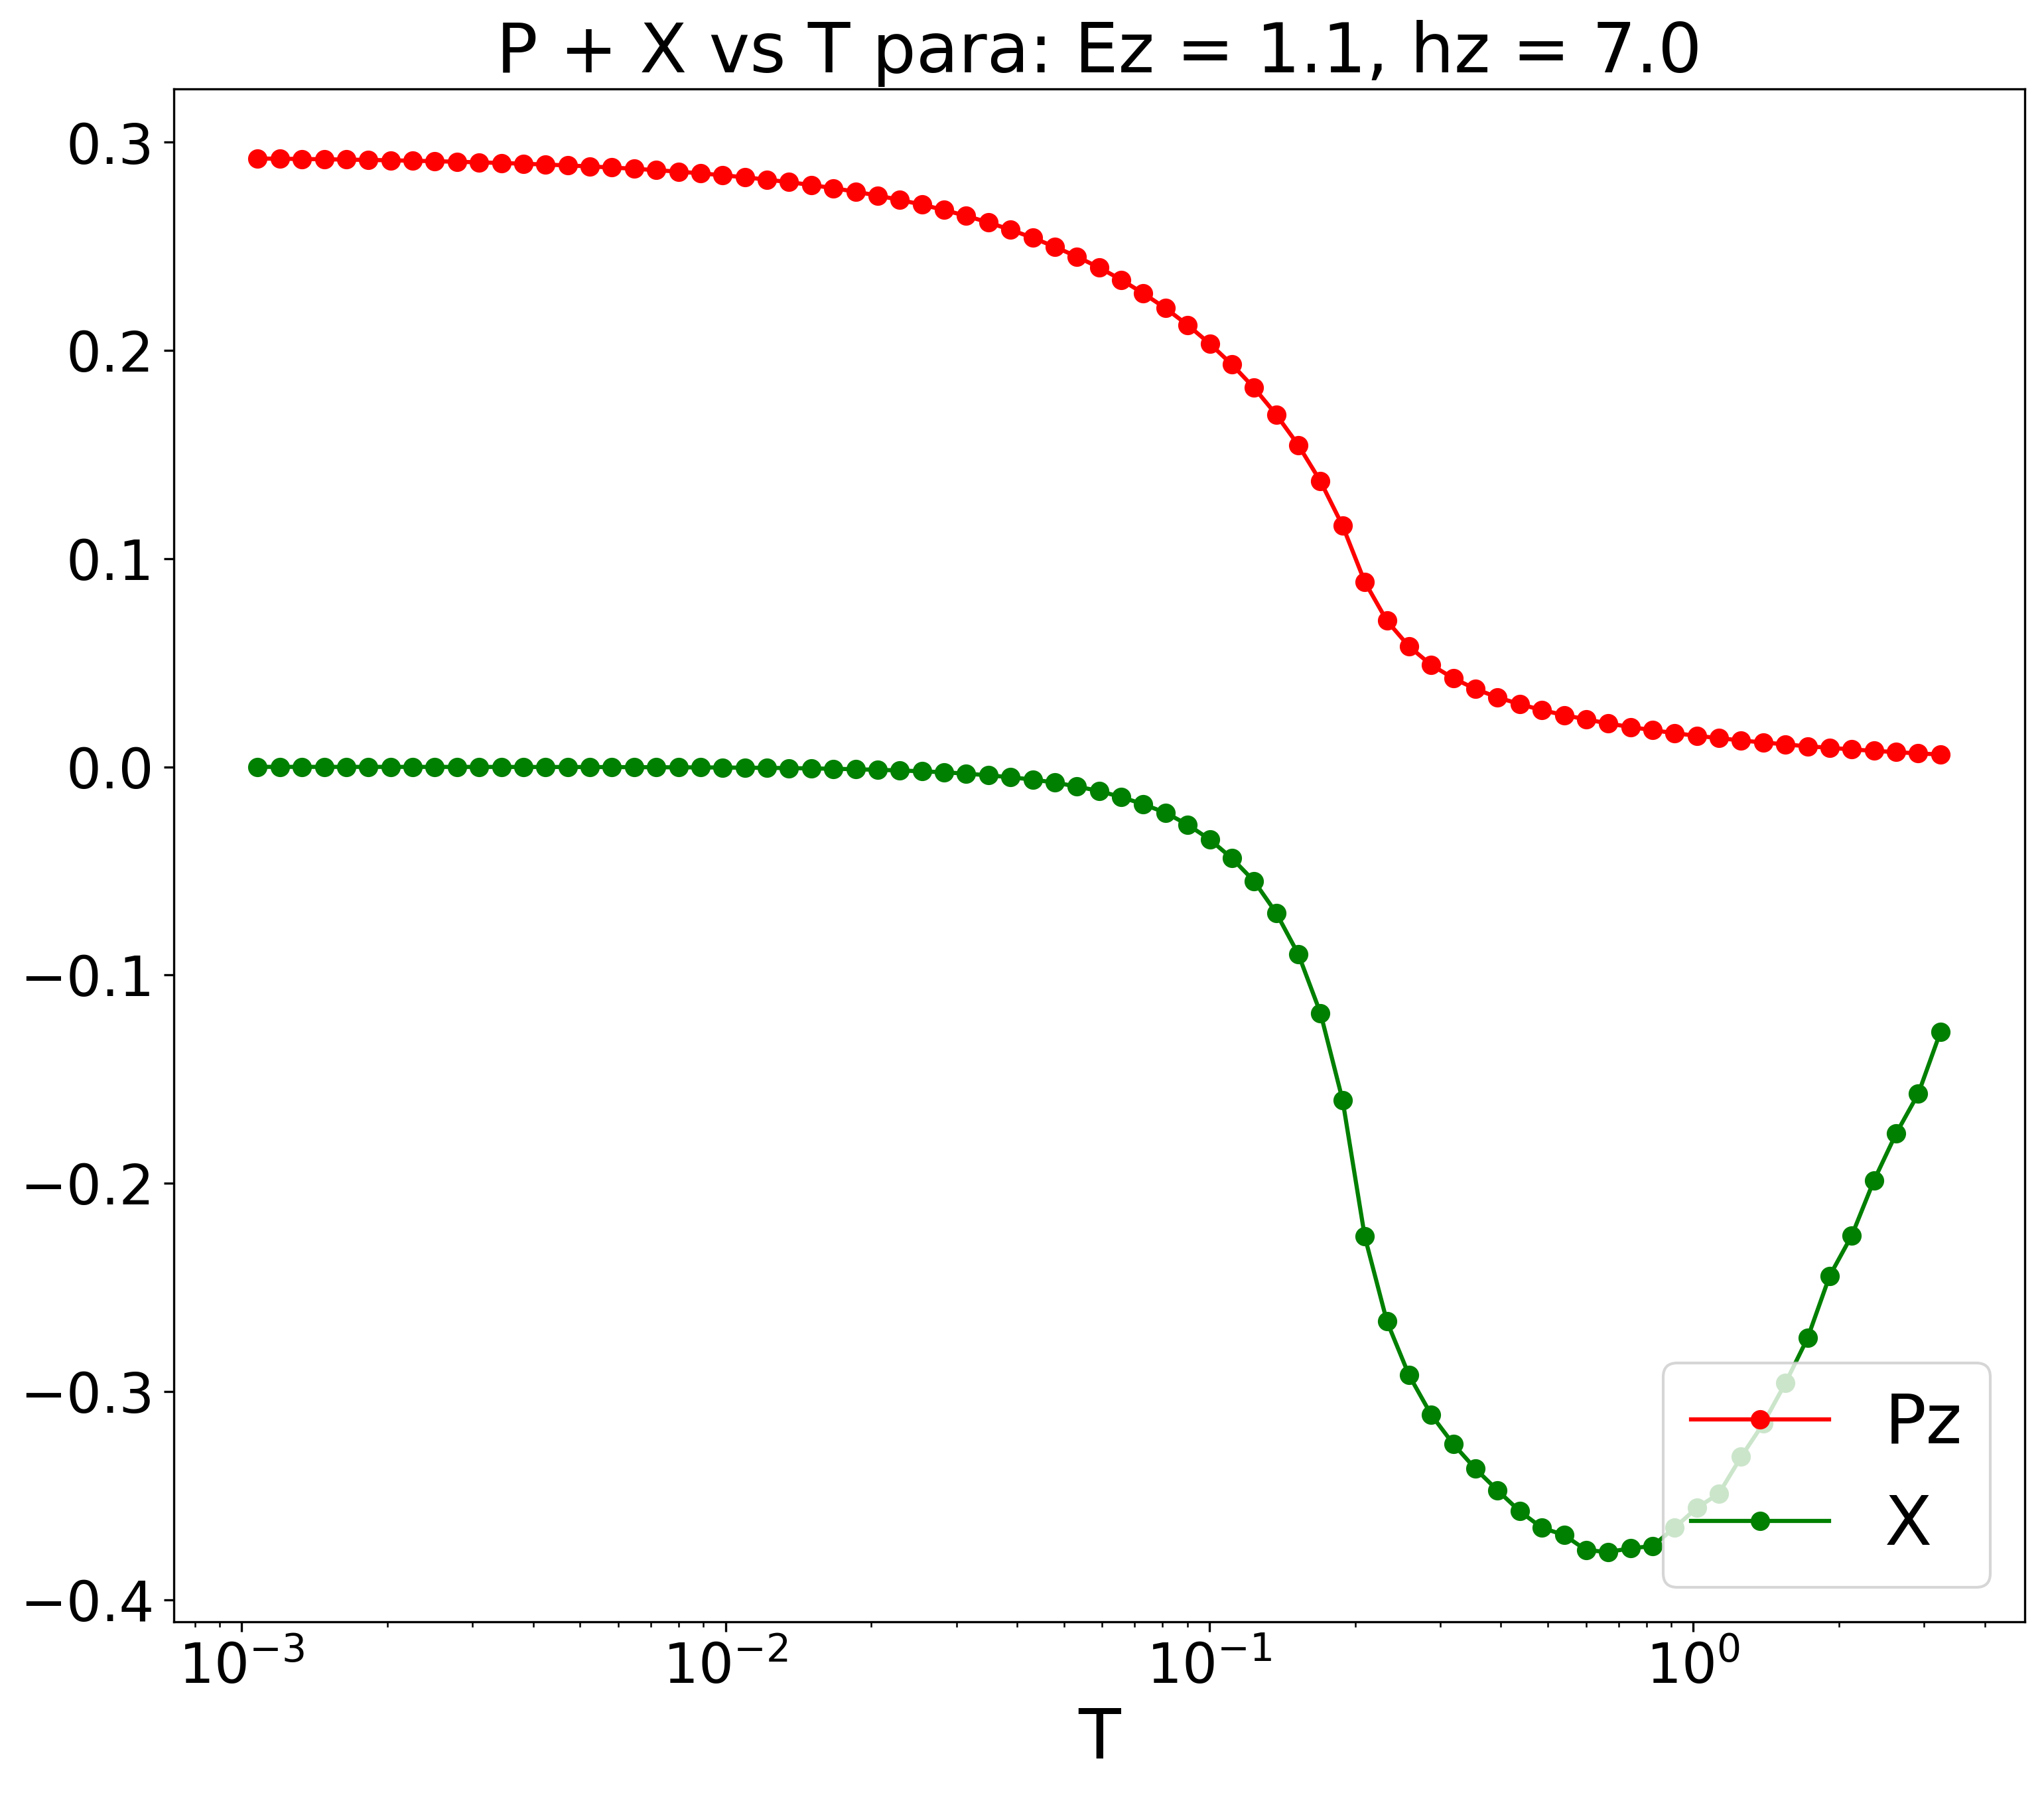 P + X vs T para: Ez = 1.1, hz = 7.0
0.3
0.2
0.1
0.0
−0.1
−0.2
−0.3
−0.4
Pz
X
10⁻³ 10⁻² 10⁻¹ 10⁰
T